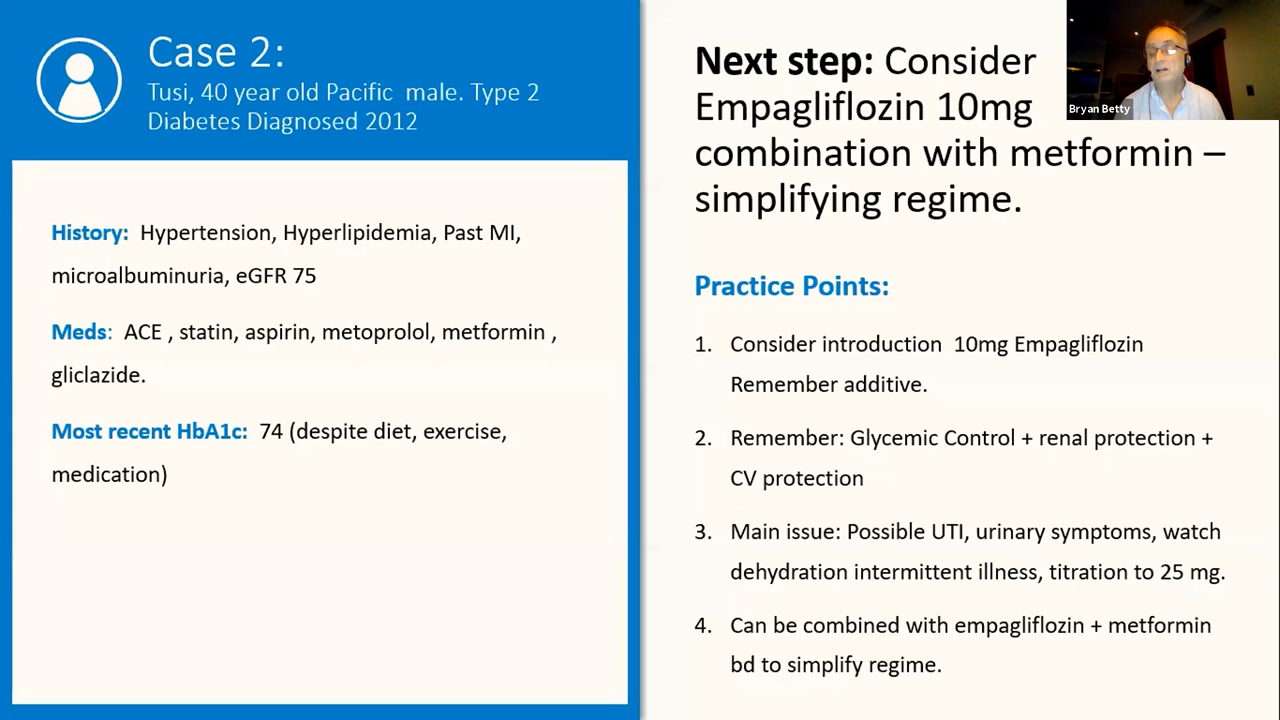 Case 2:
Tusi, 40 year old Pacific male. Type 2
Diabetes Diagnosed 2012
History: Hypertension, Hyperlipidemia, Past MI,
microalbuminuria, eGFR 75
Meds: ACE , statin, aspirin, metoprolol, metformin ,
gliclazide.
Most recent HbA1c: 74 (despite diet, exercise,
medication)
Next step: Consider
Empagliflozin 10mg
combination with metformin –
simplifying regime.
Bryan Betty
Practice Points:
1. Consider introduction 10mg Empagliflozin
Remember additive.
2. Remember: Glycemic Control + renal protection +
CV protection
3. Main issue: Possible UTI, urinary symptoms, watch
dehydration intermittent illness, titration to 25 mg.
4. Can be combined with empagliflozin + metformin
bd to simplify regime.